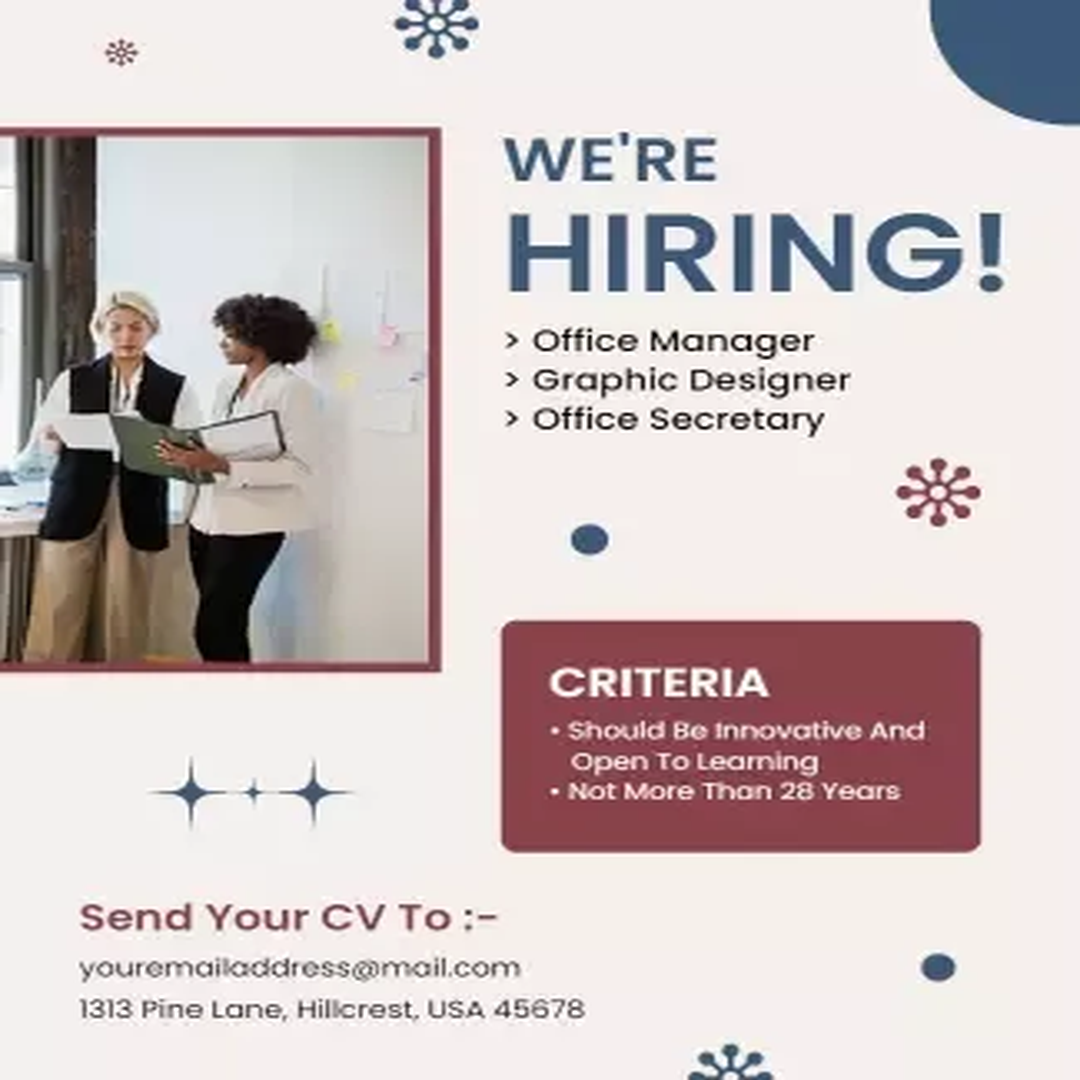 WE'RE
HIRING!
> Office Manager
> Graphic Designer
> Office Secretary
CRITERIA
• Should Be Innovative And
Open To Learning
• Not More Than 28 Years
Send Your CV To :-
youremailaddress@mail.com
1313 Pine Lane, Hillcrest, USA 45678